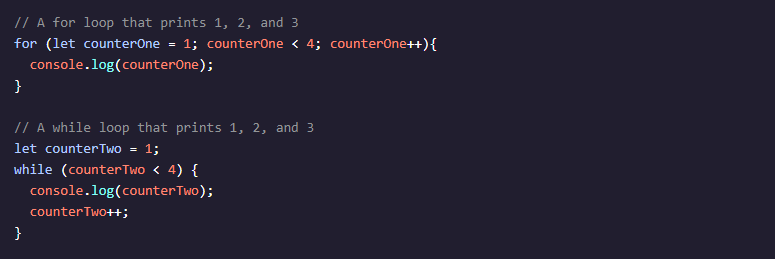 // A for loop that prints 1, 2, and 3
for (let counterOne = 1; counterOne < 4; counterOne++){
  console.log(counterOne);
}

// A while loop that prints 1, 2, and 3
let counterTwo = 1;
while (counterTwo < 4) {
  console.log(counterTwo);
  counterTwo++;
}